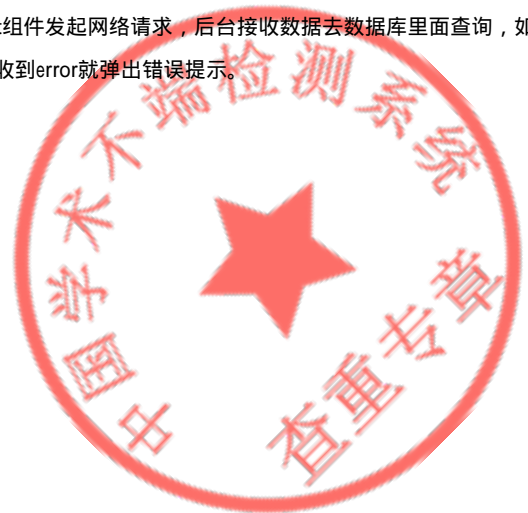 组件发起网络请求，后台接收数据去数据库里面查询，如
收到error就弹出错误提示。
中国学术不端检测系统
查重专章